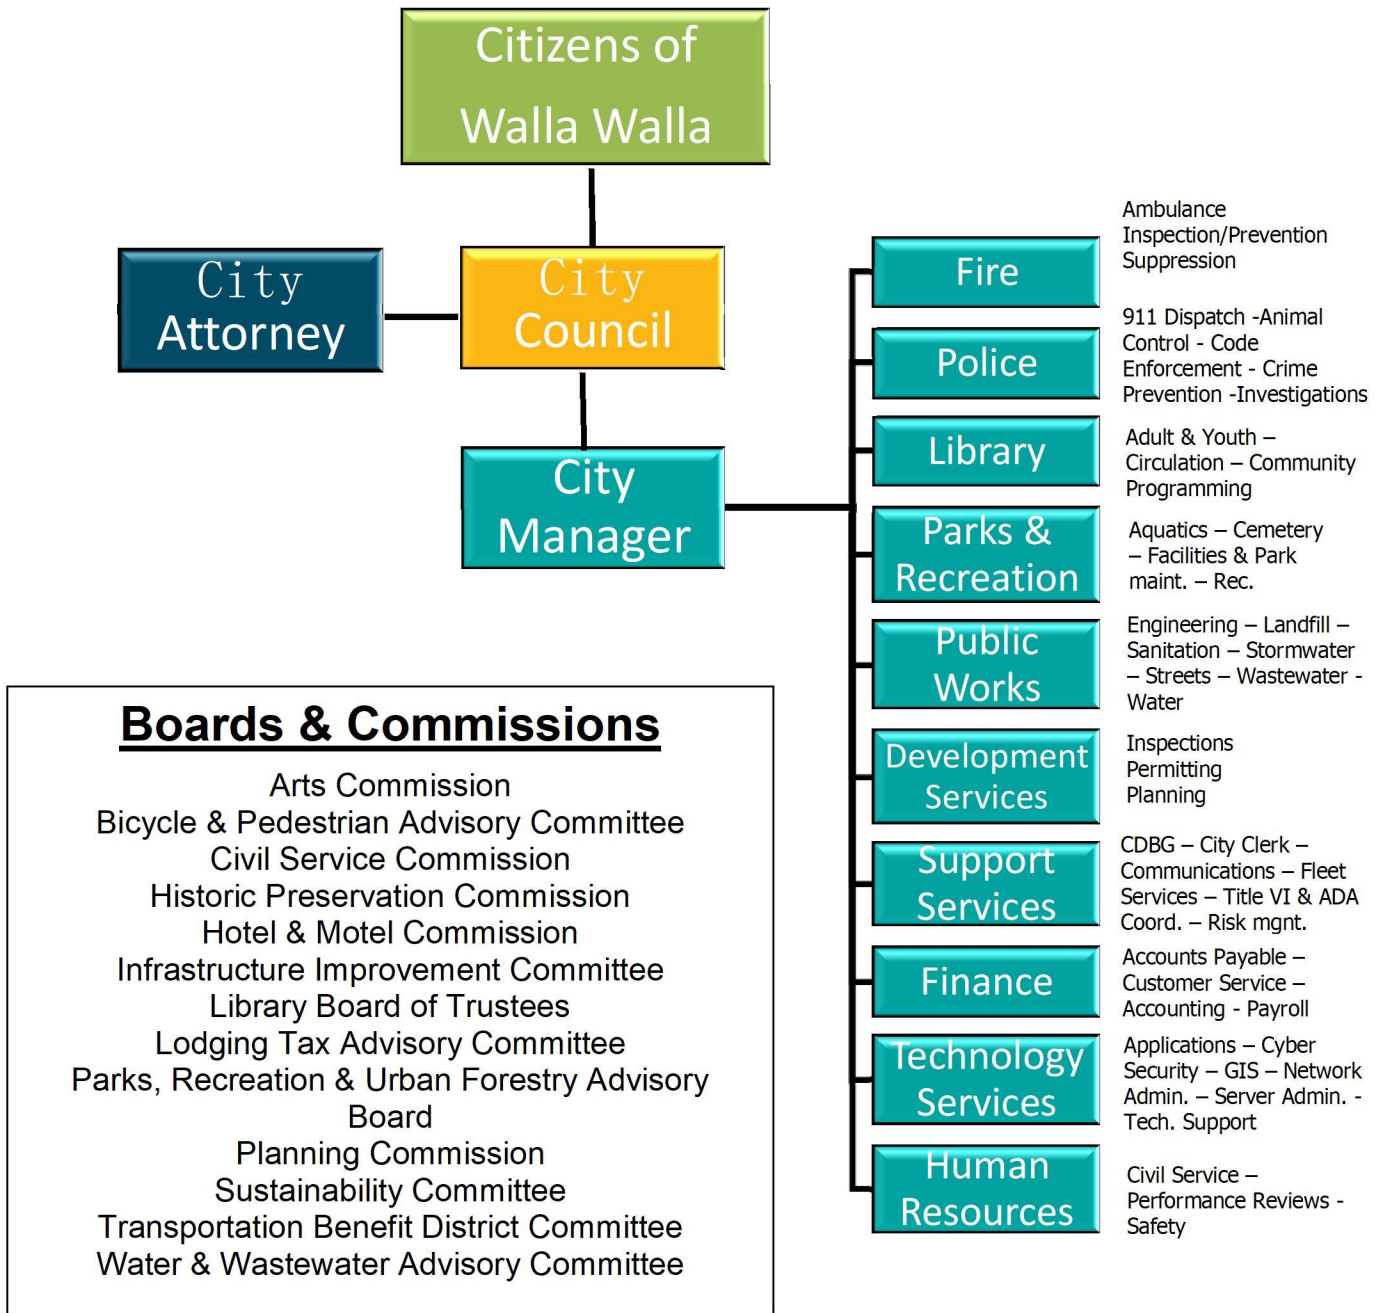 Citizens of
Walla Walla
City
Attorney
City
Council
City
Manager
Fire
Ambulance
Inspection/Prevention
Suppression
Police
911 Dispatch -Animal
Control - Code
Enforcement - Crime
Prevention -Investigations
Library
Adult & Youth –
Circulation – Community
Programming
Parks &
Recreation
Aquatics – Cemetery
– Facilities & Park
maint. – Rec.
Public
Works
Engineering – Landfill –
Sanitation – Stormwater
– Streets – Wastewater -
Water
Development
Services
Inspections
Permitting
Planning
Support
Services
CDBG – City Clerk –
Communications – Fleet
Services – Title VI & ADA
Coord. – Risk mgnt.
Finance
Accounts Payable –
Customer Service –
Accounting - Payroll
Technology
Services
Applications – Cyber
Security – GIS – Network
Admin. – Server Admin. -
Tech. Support
Human
Resources
Civil Service –
Performance Reviews -
Safety
Boards & Commissions
Arts Commission
Bicycle & Pedestrian Advisory Committee
Civil Service Commission
Historic Preservation Commission
Hotel & Motel Commission
Infrastructure Improvement Committee
Library Board of Trustees
Lodging Tax Advisory Committee
Parks, Recreation & Urban Forestry Advisory
Board
Planning Commission
Sustainability Committee
Transportation Benefit District Committee
Water & Wastewater Advisory Committee